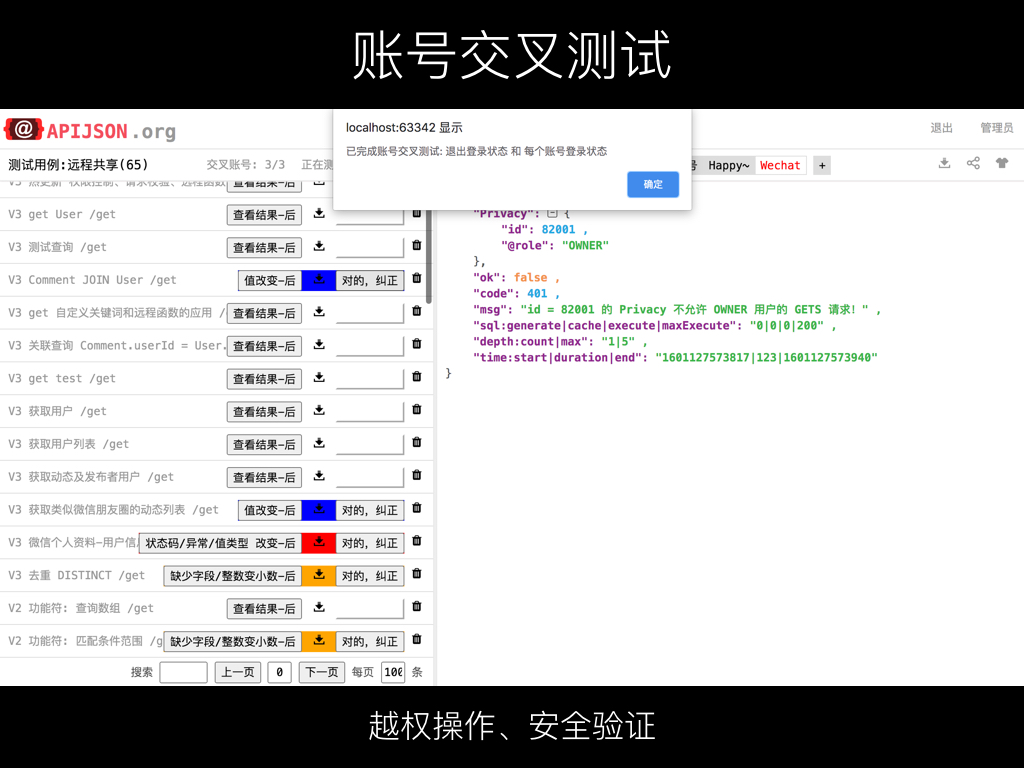 账号交叉测试
@ APIJSON.org
localhost:63342 显示
已完成账号交叉测试: 退出登录状态 和 每个账号登录状态
确定
退出 管理员
测试用例:远程共享(65) 交叉账号: 3/3 正在测
号 Happy~ Wechat +
查看结果-后
V3 get User /get 查看结果-后
V3 测试查询 /get 查看结果-后
V3 Comment JOIN User /get 值改变-后 对的, 纠正
V3 get 自定义关键词和远程函数的应用 / 查看结果-后
V3 关联查询 Comment.userId = User. 查看结果-后
V3 get test /get 查看结果-后
V3 获取用户 /get 查看结果-后
V3 获取用户列表 /get 查看结果-后
V3 获取动态及发布者用户 /get 查看结果-后
V3 获取类似微信朋友圈的动态列表 /get 值改变-后 对的, 纠正
V3 微信个人资料-用户信 状态码/异常/值类型 改变-后 对的, 纠正
V3 去重 DISTINCT /get 缺少字段/整数变小数-后 对的, 纠正
V2 功能符: 查询数组 /get 查看结果-后
V2 功能符: 匹配条件范围 /g 缺少字段/整数变小数-后 对的, 纠正
搜索 上一页 0 下一页 每页 100 条
"Privacy": {
"id": 82001 ,
"@role": "OWNER"
},
"ok": false ,
"code": 401 ,
"msg": "id = 82001 的 Privacy 不允许 OWNER 用户的 GETS 请求！" ,
"sql:generate|cache|execute|maxExecute": "0|0|0|200" ,
"depth:count|max": "1|5" ,
"time:start|duration|end": "1601127573817|123|1601127573940"
}
越权操作、安全验证